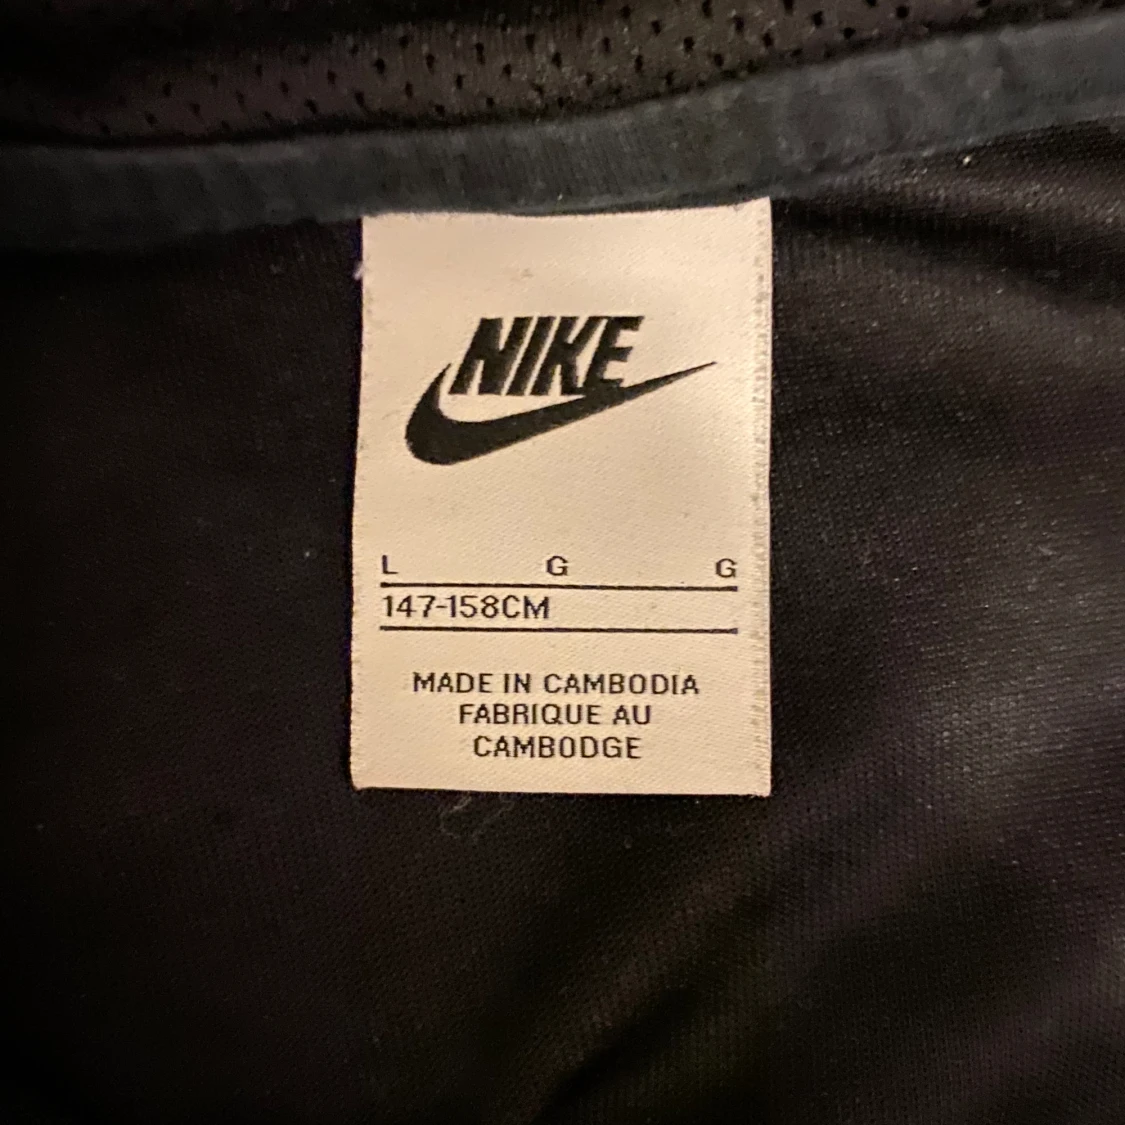 NIKE
L G G
147-158CM
MADE IN CAMBODIA
FABRIQUE AU
CAMBODGE